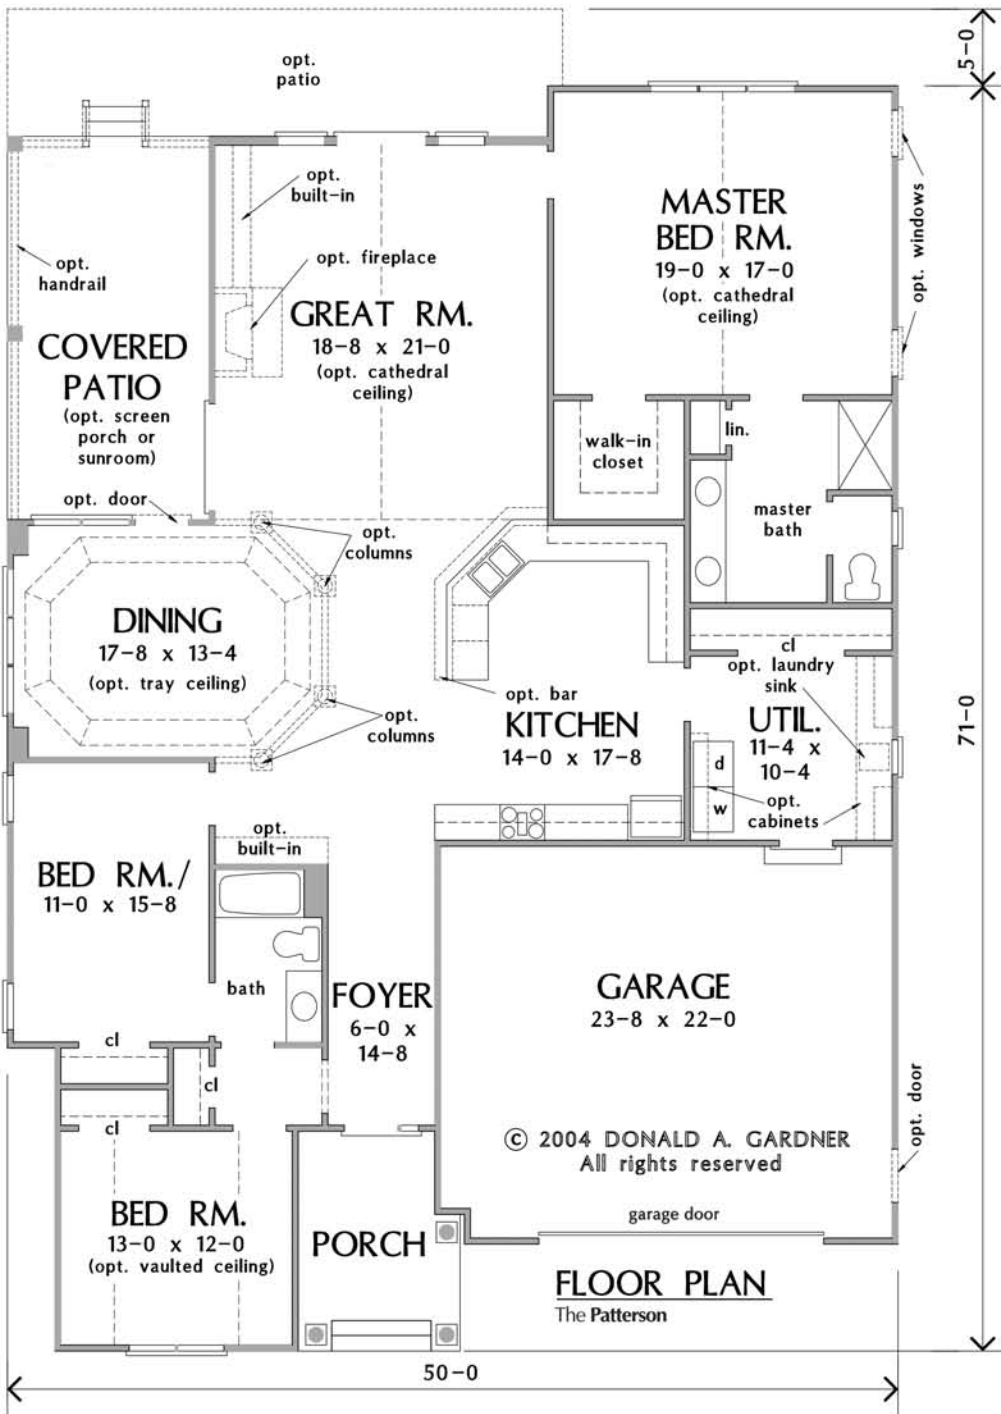 opt.
patio
5-0
opt.
built-in
opt. fireplace
opt.
handrail
GREAT RM.
18-8 x 21-0
(opt. cathedral
ceiling)
MASTER
BED RM.
19-0 x 17-0
(opt. cathedral
ceiling)
opt. windows
COVERED
PATIO
(opt. screen
porch or
sunroom)
opt. door
walk-in
closet
lin.
master
bath
opt.
columns
DINING
17-8 x 13-4
(opt. tray ceiling)
opt.
columns
opt. bar
KITCHEN
14-0 x 17-8
cl
opt. laundry
sink
UTIL.
11-4 x
10-4
d
w
opt.
cabinets
71-0
opt.
built-in
BED RM./
11-0 x 15-8
bath
FOYER
6-0 x
14-8
GARAGE
23-8 x 22-0
cl
cl
cl
opt. door
© 2004 DONALD A. GARDNER
All rights reserved
BED RM.
13-0 x 12-0
(opt. vaulted ceiling)
PORCH
garage door
FLOOR PLAN
The Patterson
50-0